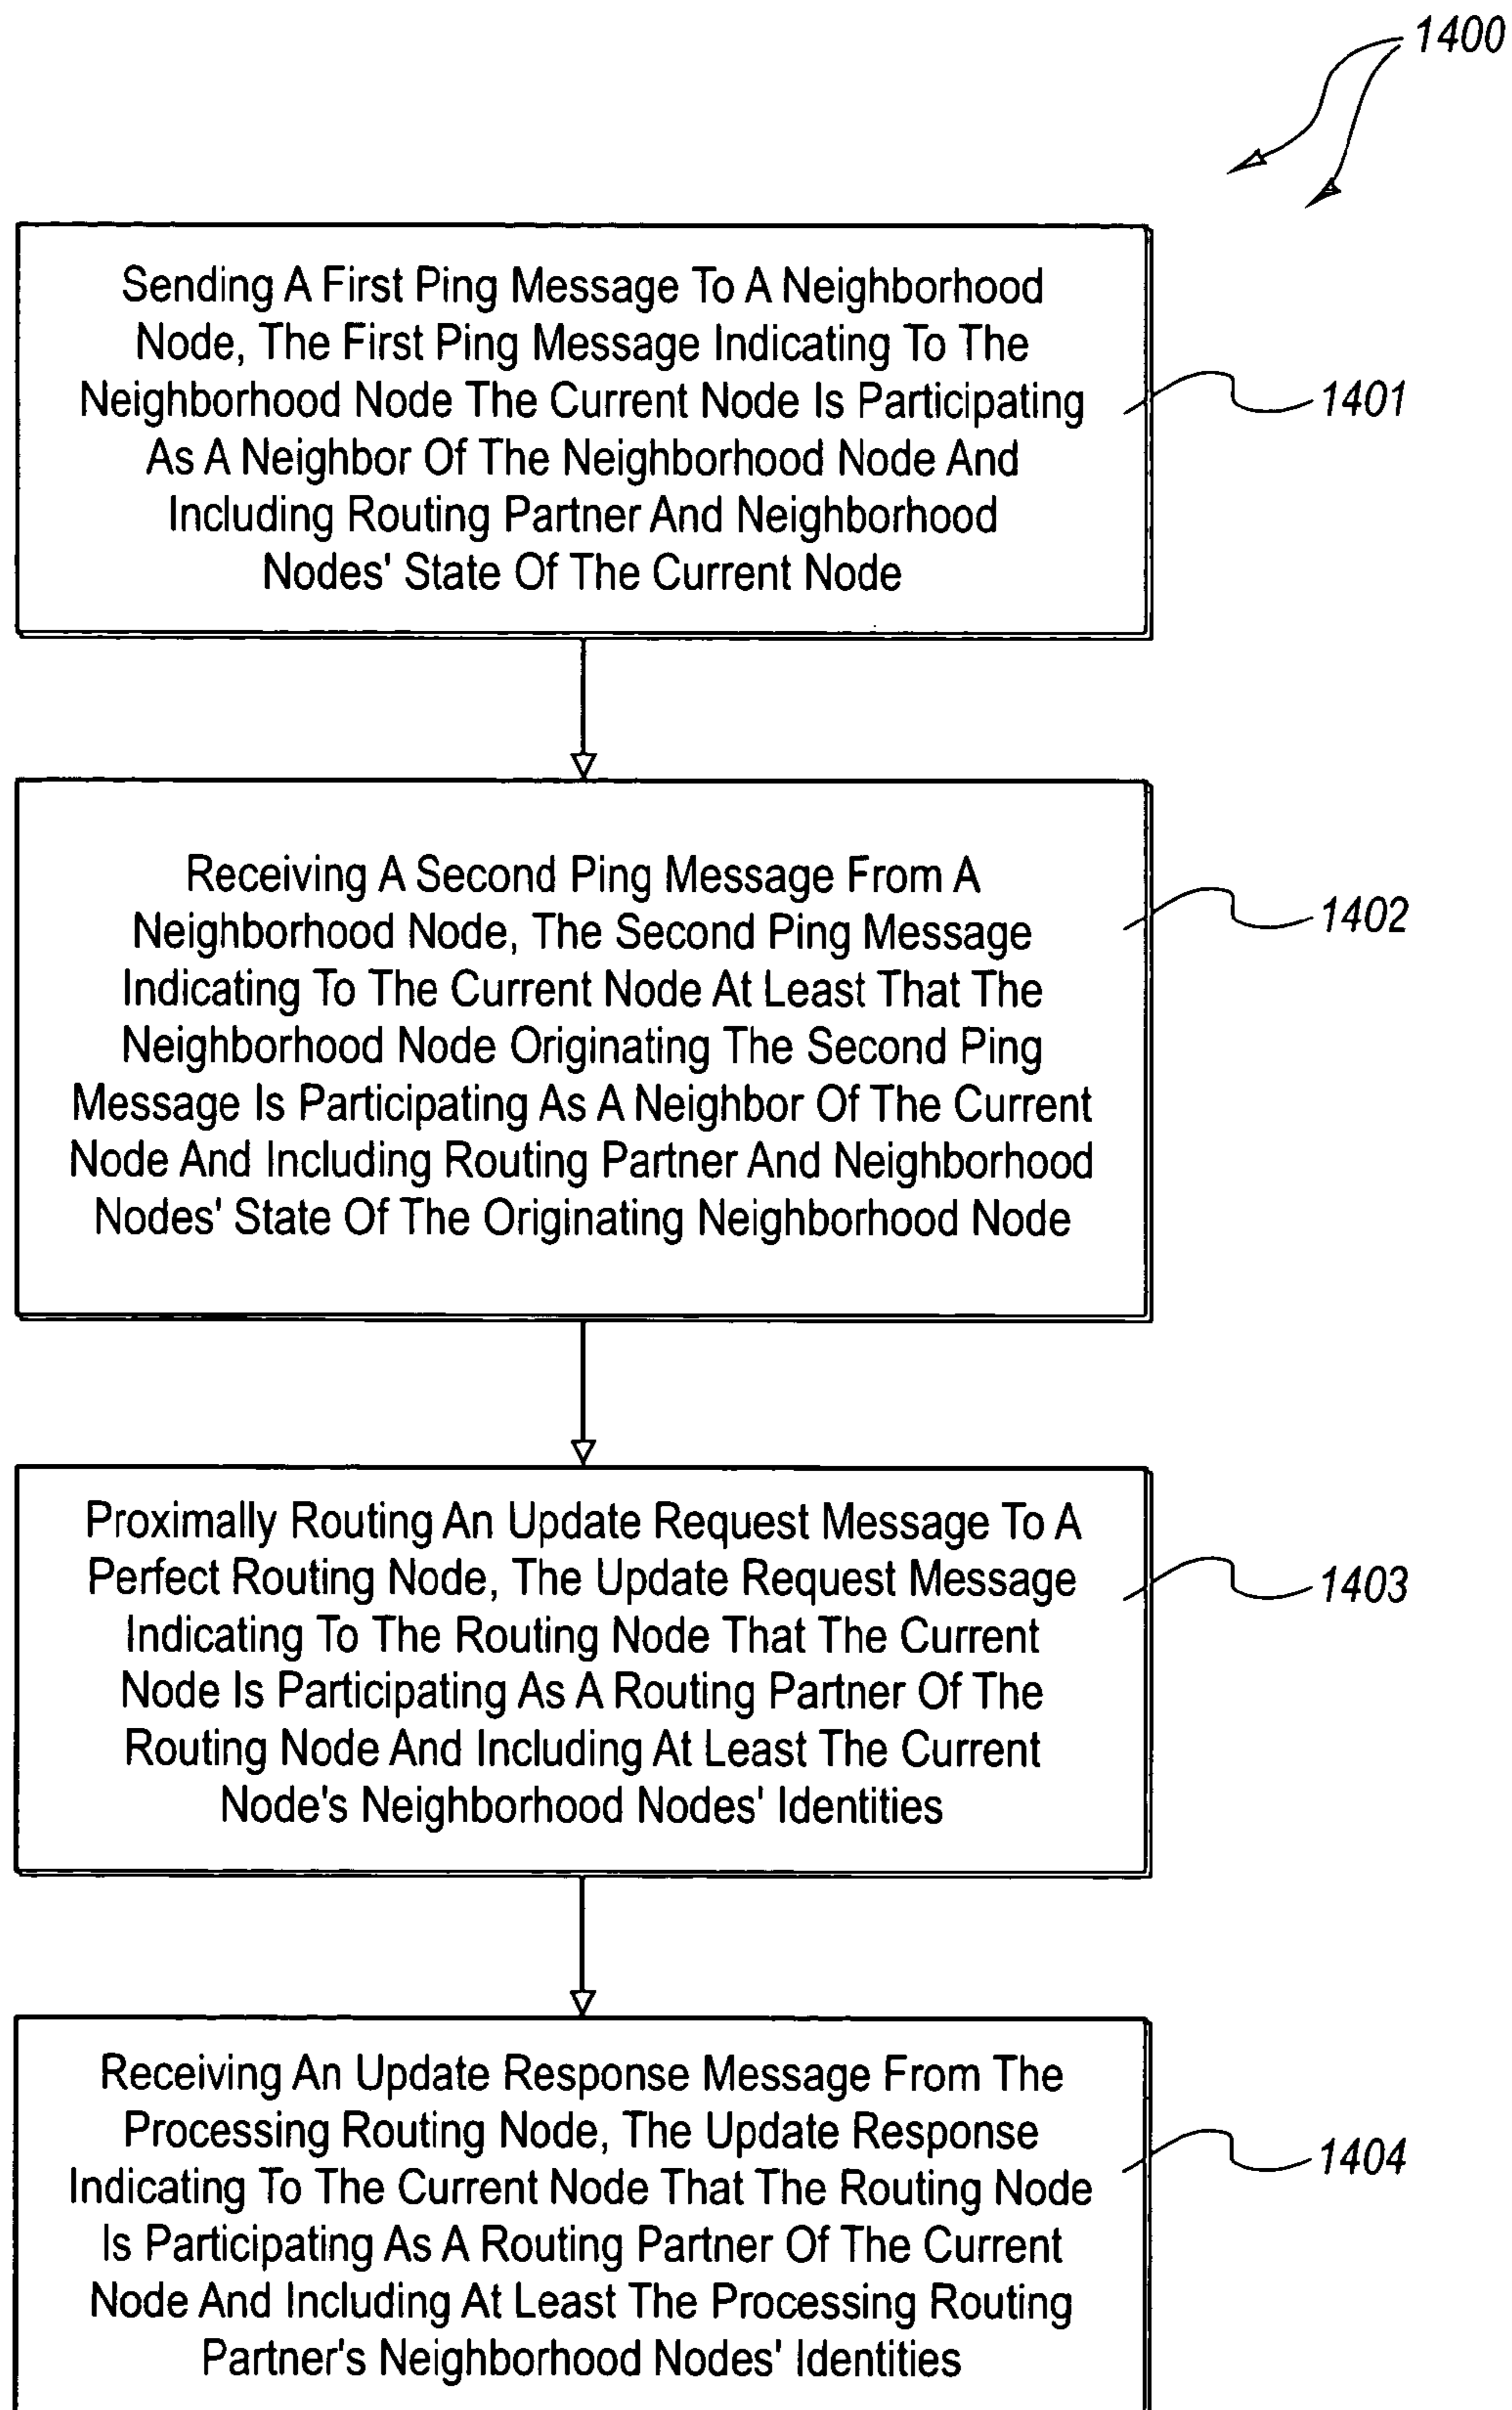 1400
Sending A First Ping Message To A Neighborhood
Node, The First Ping Message Indicating To The
Neighborhood Node The Current Node Is Participating
As A Neighbor Of The Neighborhood Node And
Including Routing Partner And Neighborhood
Nodes' State Of The Current Node
1401
Receiving A Second Ping Message From A
Neighborhood Node, The Second Ping Message
Indicating To The Current Node At Least That The
Neighborhood Node Originating The Second Ping
Message Is Participating As A Neighbor Of The Current
Node And Including Routing Partner And Neighborhood
Nodes' State Of The Originating Neighborhood Node
1402
Proximally Routing An Update Request Message To A
Perfect Routing Node, The Update Request Message
Indicating To The Routing Node That The Current
Node Is Participating As A Routing Partner Of The
Routing Node And Including At Least The Current
Node's Neighborhood Nodes' Identities
1403
Receiving An Update Response Message From The
Processing Routing Node, The Update Response
Indicating To The Current Node That The Routing Node
Is Participating As A Routing Partner Of The Current
Node And Including At Least The Processing Routing
Partner's Neighborhood Nodes' Identities
1404